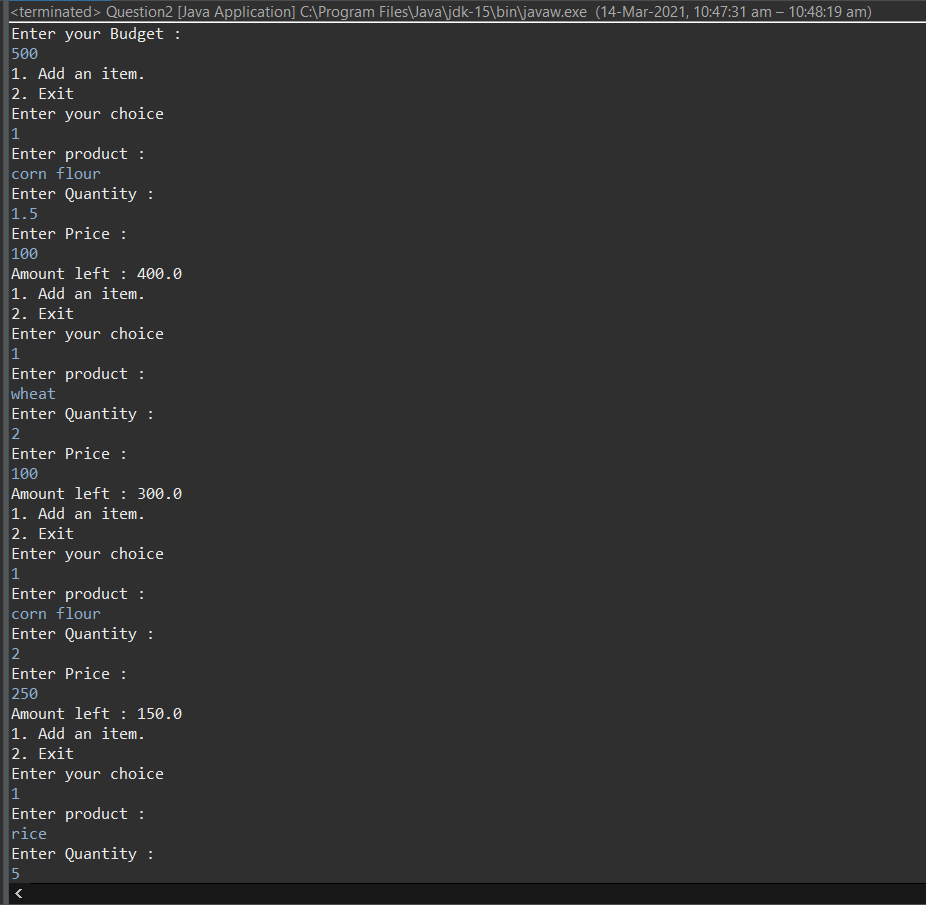 <terminated> Question2 [Java Application] C:\Program Files\Java\jdk-15\bin\javaw.exe (14-Mar-2021, 10:47:31 am – 10:48:19 am)
Enter your Budget :
500
1. Add an item.
2. Exit
Enter your choice
1
Enter product :
corn flour
Enter Quantity :
1.5
Enter Price :
100
Amount left : 400.0
1. Add an item.
2. Exit
Enter your choice
1
Enter product :
wheat
Enter Quantity :
2
Enter Price :
100
Amount left : 300.0
1. Add an item.
2. Exit
Enter your choice
1
Enter product :
corn flour
Enter Quantity :
2
Enter Price :
250
Amount left : 150.0
1. Add an item.
2. Exit
Enter your choice
1
Enter product :
rice
Enter Quantity :
5